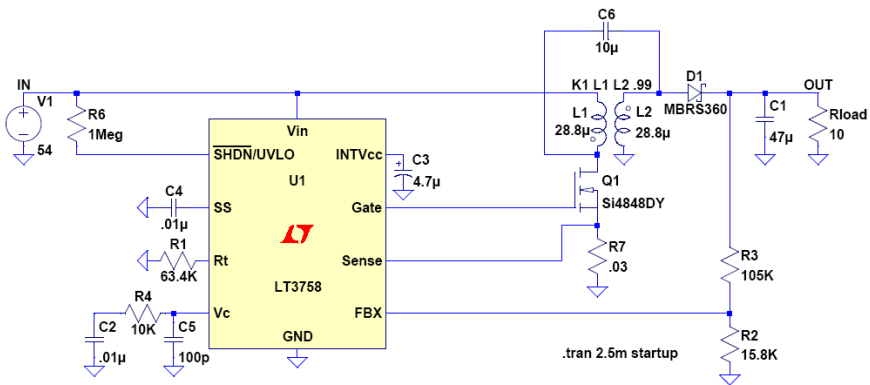 C6
10µ
IN
V1
54
R6
1Meg
K1 L1 L2 .99
L1
28.8µ
L2
28.8µ
D1
MBRS360
OUT
C1
47µ
Rload
10
Vin
SHDN/UVLO
INTVcc
C3
4.7µ
U1
Q1
Si4848DY
C4
.01µ
SS
Gate
R1
63.4K
Rt
Sense
R7
.03
R3
105K
LT3758
R4
10K
Vc
FBX
C2
.01µ
C5
100p
GND
.tran 2.5m startup
R2
15.8K